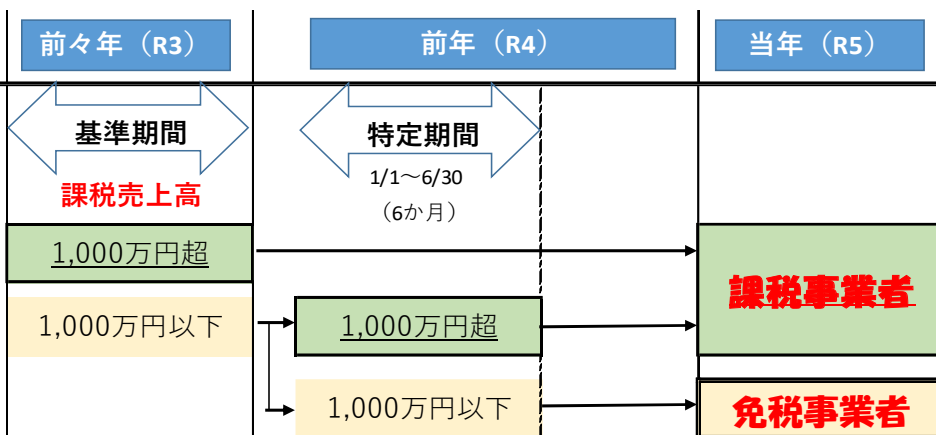 前々年（R3）
前年（R4）
当年（R5）
基準期間
特定期間
課税売上高
1/1～6/30
（6か月）
1,000万円超
課税事業者
1,000万円以下
1,000万円超
1,000万円以下
免税事業者